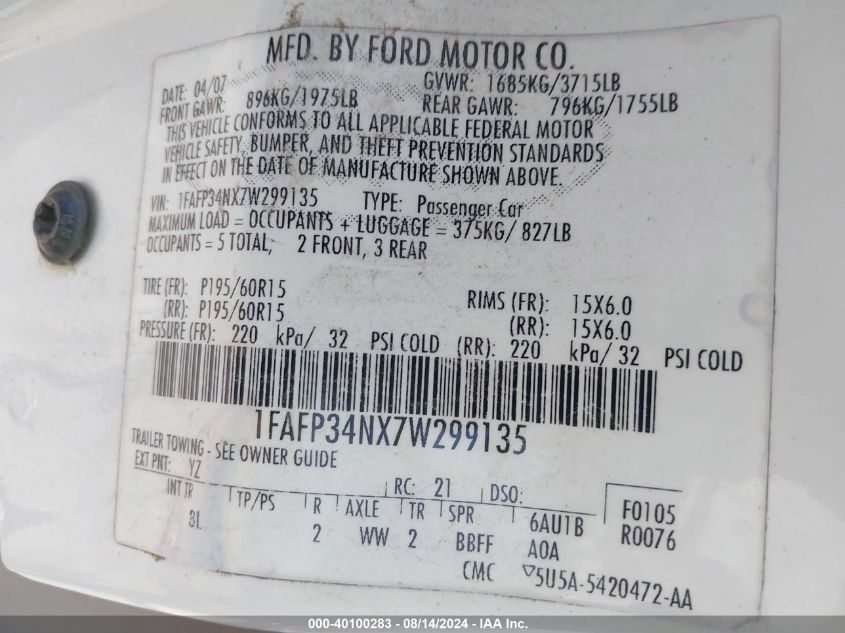 MFD. BY FORD MOTOR CO.
DATE: 04/07 GVWR: 1685KG/3715LB
FRONT GAWR: 896KG/1975LB REAR GAWR: 796KG/1755LB
THIS VEHICLE CONFORMS TO ALL APPLICABLE FEDERAL MOTOR
VEHICLE SAFETY, BUMPER, AND THEFT PREVENTION STANDARDS
IN EFFECT ON THE DATE OF MANUFACTURE SHOWN ABOVE.
VIN: 1FAFP34NX7W299135 TYPE: Passenger Car
MAXIMUM LOAD = OCCUPANTS + LUGGAGE = 375KG/ 827LB
OCCUPANTS = 5 TOTAL; 2 FRONT, 3 REAR
TIRE (FR): P195/60R15 RIMS (FR): 15X6.0
(RR): P195/60R15 (RR): 15X6.0
PRESSURE (FR): 220 kPa/ 32 PSI COLD (RR): 220 kPa/ 32 PSI COLD
1FAFP34NX7W299135
TRAILER TOWING - SEE OWNER GUIDE
EXT PNT: YZ RC: 21 DSO: F0105
INT TR TP/PS R AXLE TR SPR 6AU1B R0076
3L 2 WW 2 BBFF A0A
CMC ▽5U5A-5420472-AA
000-40100283 - 08/14/2024 - IAA Inc.